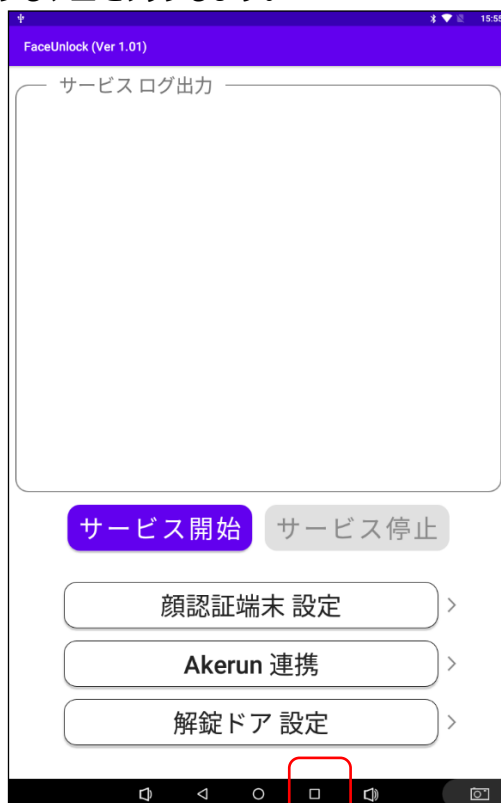 15:55
FaceUnlock (Ver 1.01)
サービス ログ出力
サービス開始
サービス停止
顔認証端末 設定
Akerun 連携
解錠ドア 設定